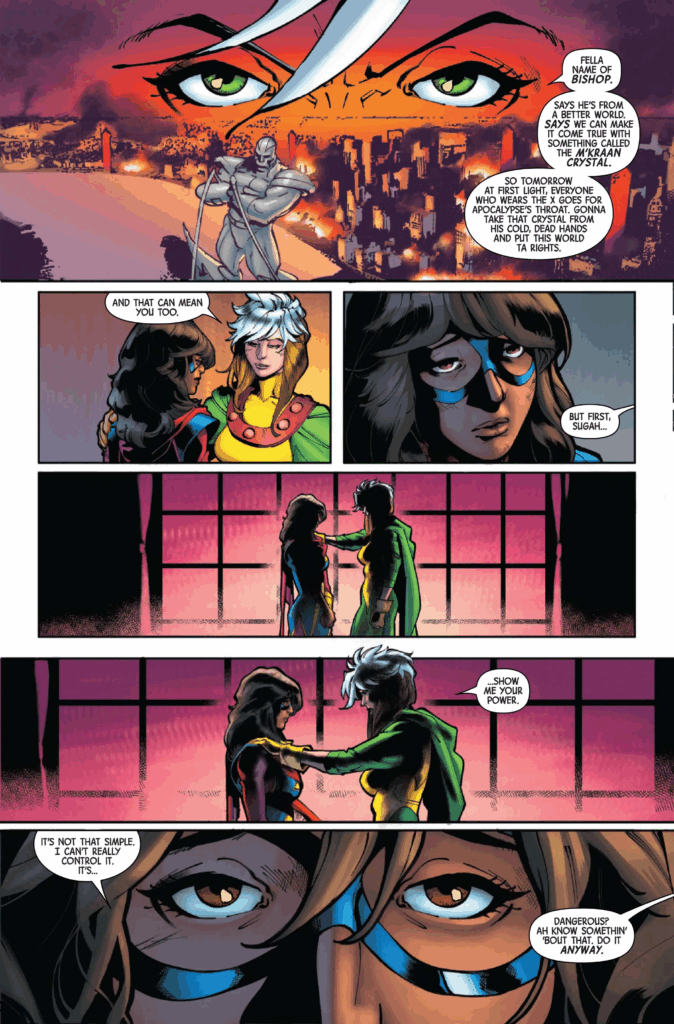 FELLA
NAME OF
BISHOP.
SAYS HE'S FROM
A BETTER WORLD.
SAYS WE CAN MAKE
IT COME TRUE WITH
SOMETHING CALLED
THE M'KRAAN
CRYSTAL.
SO TOMORROW
AT FIRST LIGHT, EVERYONE
WHO WEARS THE X GOES FOR
APOCALYPSE'S THROAT. GONNA
TAKE THAT CRYSTAL FROM
HIS COLD, DEAD HANDS
AND PUT THIS WORLD
TA RIGHTS.
AND THAT CAN MEAN
YOU TOO.
BUT FIRST,
SUGAH...
...SHOW
ME YOUR
POWER.
IT'S NOT THAT SIMPLE.
I CAN'T REALLY
CONTROL IT.
IT'S...
DANGEROUS?
AH KNOW SOMETHIN'
'BOUT THAT. DO IT
ANYWAY.